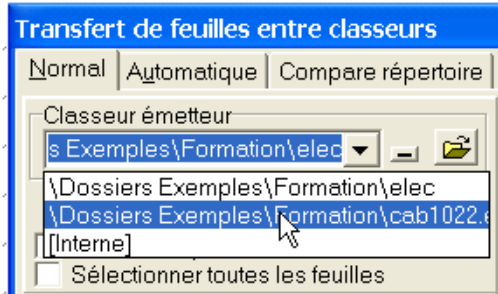 Transfert de feuilles entre classeurs
Normal Automatique Compare répertoire
Classeur émetteur
s Exemples\Formation\elec
\Dossiers Exemples\Formation\elec
\Dossiers Exemples\Formation\cab1022.e
[Interne]
Sélectionner toutes les feuilles